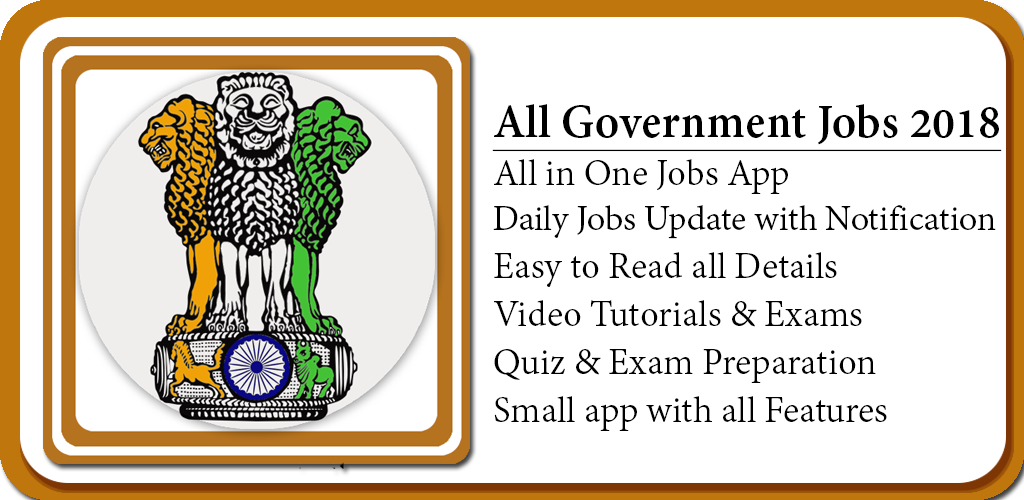 All Government Jobs 2018
All in One Jobs App
Daily Jobs Update with Notification
Easy to Read all Details
Video Tutorials & Exams
Quiz & Exam Preparation
Small app with all Features